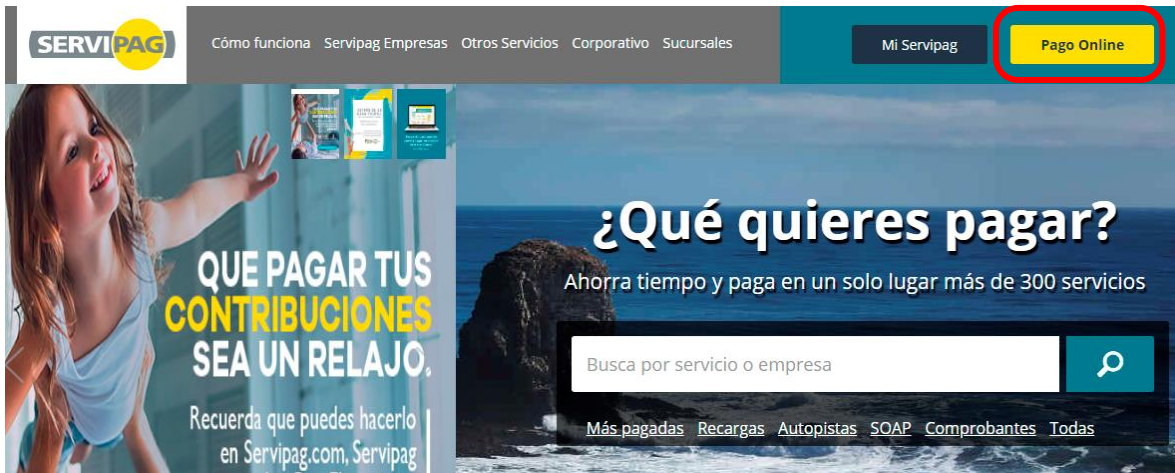 SERVIPAG
Cómo funciona Servipag Empresas Otros Servicios Corporativo Sucursales
Mi Servipag
Pago Online
QUE PAGAR TUS
CONTRIBUCIONES
SEA UN RELAJO.
Recuerda que puedes hacerlo
en Servipag.com, Servipag
¿Qué quieres pagar?
Ahorra tiempo y paga en un solo lugar más de 300 servicios
Busca por servicio o empresa
Más pagadas Recargas Autopistas SOAP Comprobantes Todas